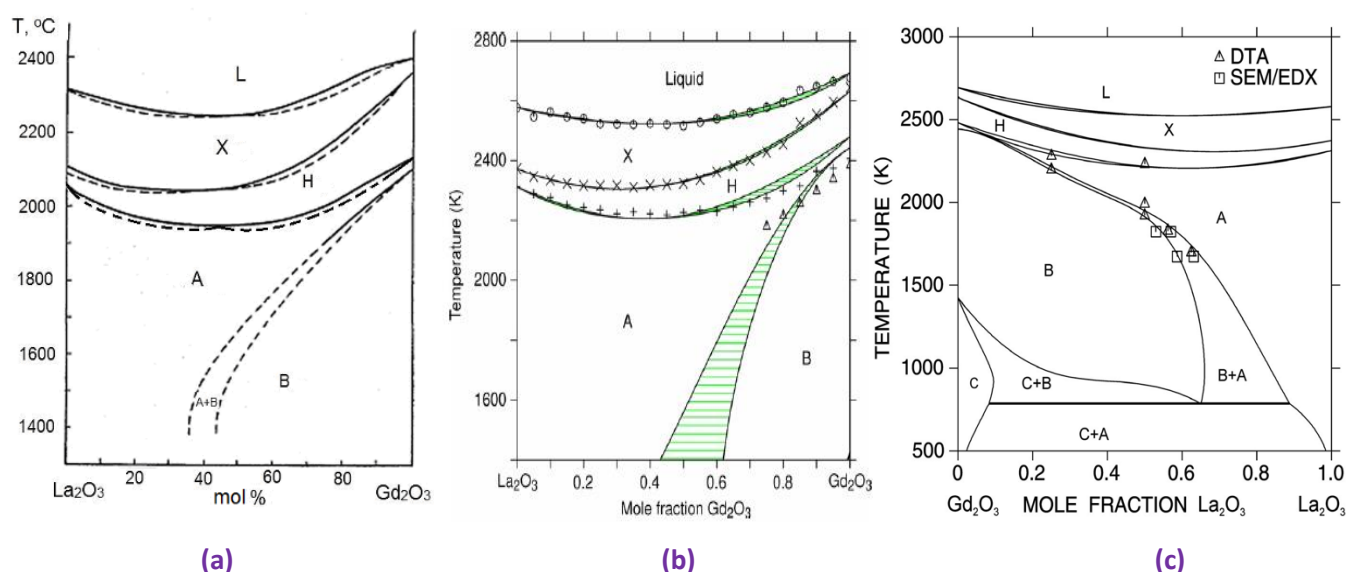 T, °C
2400
2200
2000
1800
1600
1400
L
X
H
A
A+B
B
0
20
40
60
80
La₂O₃
mol %
Gd₂O₃
(a)
2800
2400
2000
1600
Temperature (K)
Liquid
X
H
A
B
La₂O₃
0.2
0.4
0.6
0.8
Gd₂O₃
Mole fraction Gd₂O₃
(b)
3000
2500
2000
1500
1000
500
TEMPERATURE (K)
DTA
SEM/EDX
L
X
H
A
B
C
C+B
B+A
C+A
0
0.2
0.4
0.6
0.8
1.0
Gd₂O₃
MOLE FRACTION La₂O₃
La₂O₃
(c)